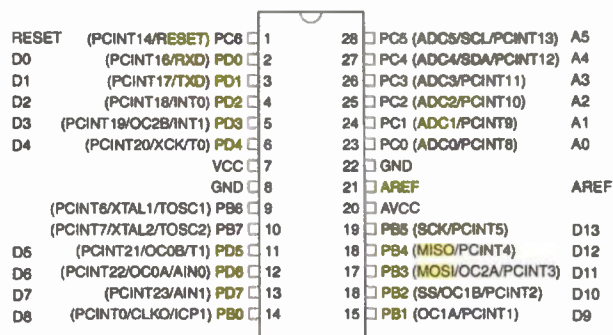 RESET (PCINT14/RESET) PC6 1 28 PC5 (ADC5/SCL/PCINT13) A5
D0 (PCINT16/RXD) PD0 2 27 PC4 (ADC4/SDA/PCINT12) A4
D1 (PCINT17/TXD) PD1 3 26 PC3 (ADC3/PCINT11) A3
D2 (PCINT18/INT0) PD2 4 25 PC2 (ADC2/PCINT10) A2
D3 (PCINT19/OC2B/INT1) PD3 5 24 PC1 (ADC1/PCINT9) A1
D4 (PCINT20/XCK/T0) PD4 6 23 PC0 (ADC0/PCINT8) A0
VCC 7 22 GND
GND 8 21 AREF AREF
(PCINT6/XTAL1/TOSC1) PB6 9 20 AVCC
(PCINT7/XTAL2/TOSC2) PB7 10 19 PB5 (SCK/PCINT5) D13
D5 (PCINT21/OC0B/T1) PD5 11 18 PB4 (MISO/PCINT4) D12
D6 (PCINT22/OC0A/AIN0) PD6 12 17 PB3 (MOSI/OC2A/PCINT3) D11
D7 (PCINT23/AIN1) PD7 13 18 PB2 (SS/OC1B/PCINT2) D10
D8 (PCINT0/CLKO/ICP1) PB0 14 15 PB1 (OC1A/PCINT1) D9